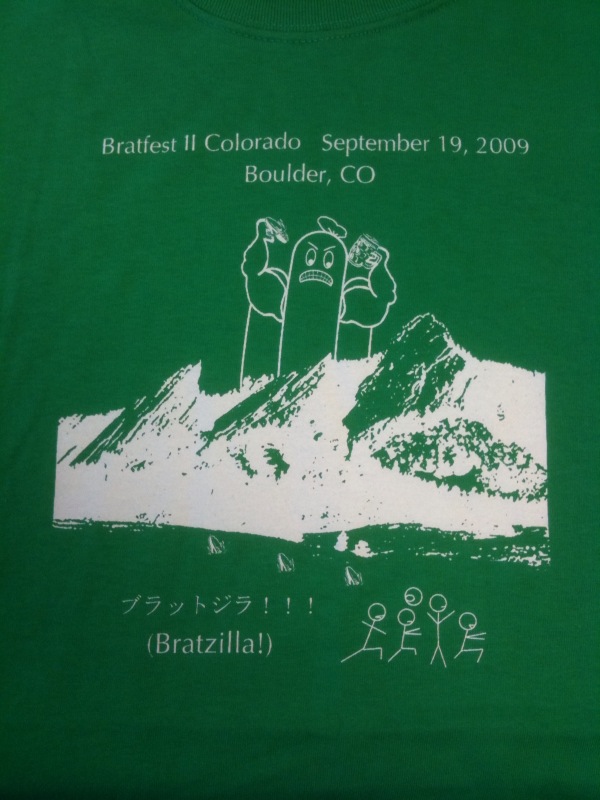 Bratfest II Colorado September 19, 2009
Boulder, CO
ブラットジラ！！！
(Bratzilla!)